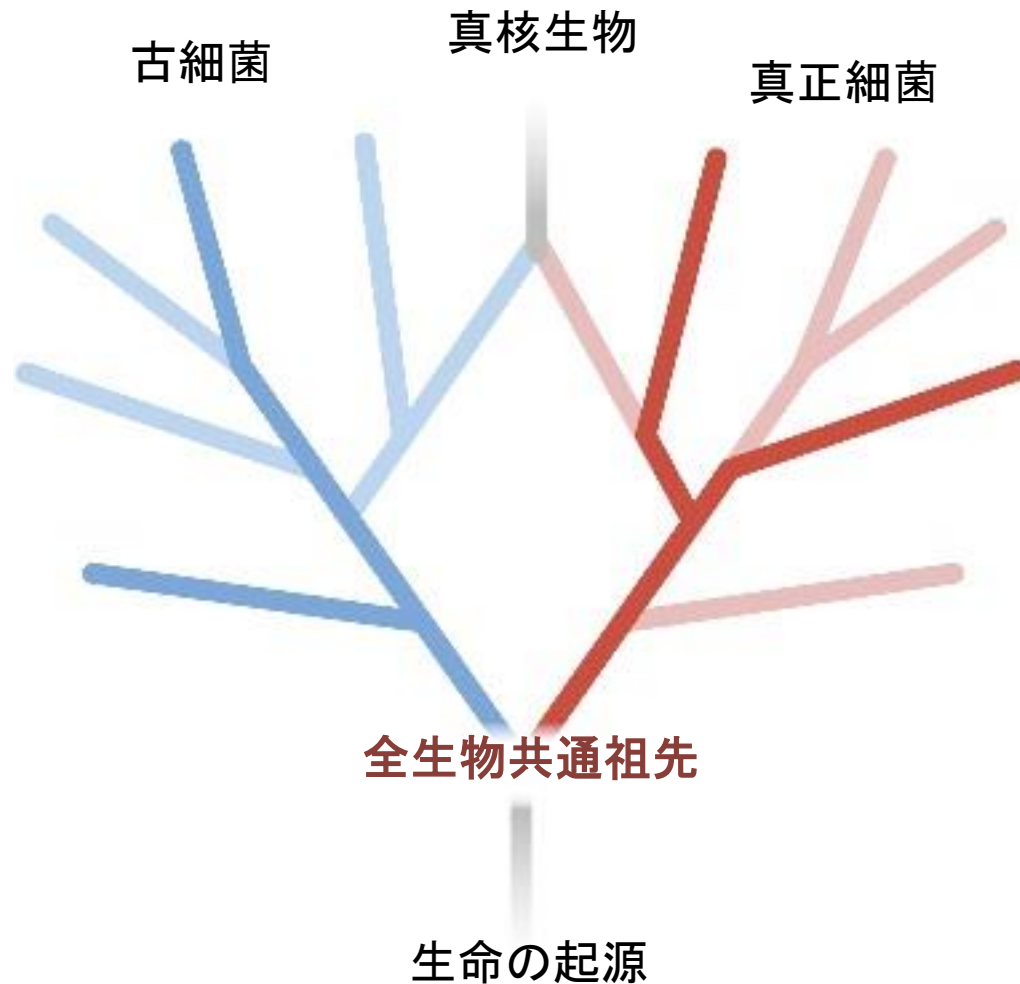 真核生物
古細菌
真正細菌
全生物共通祖先
生命の起源